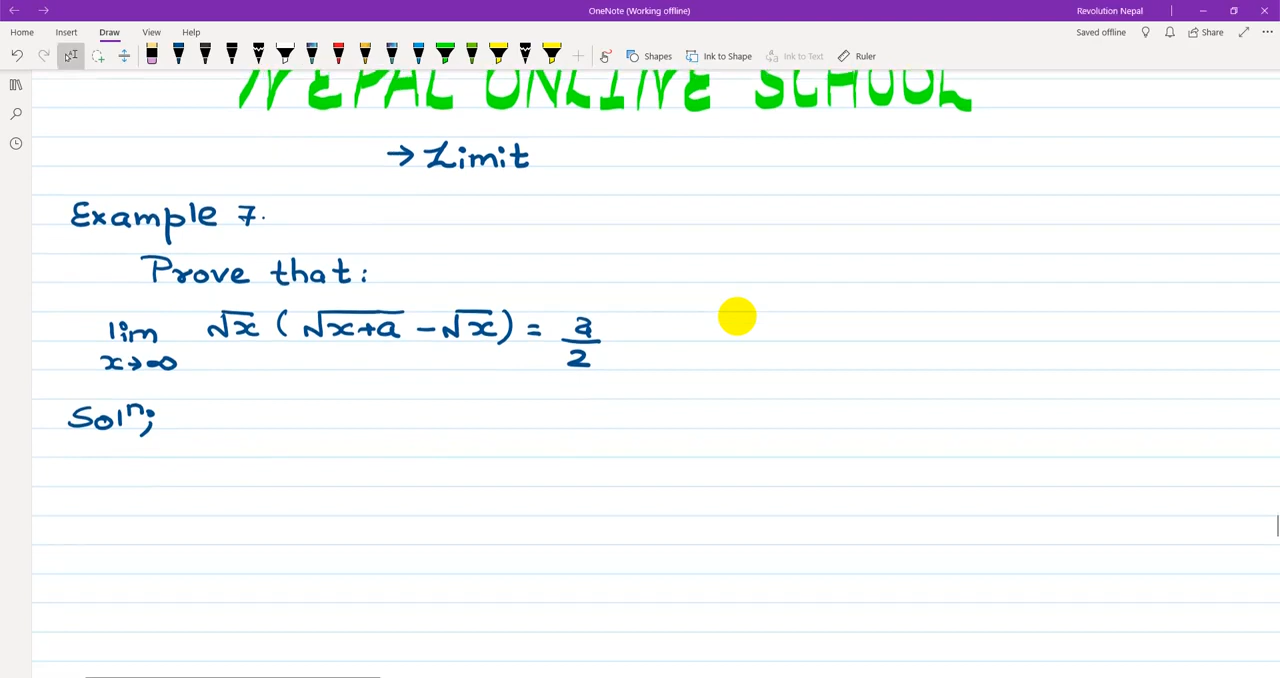 OneNote (Working offline)
Revolution Nepal
Home Insert Draw View Help
Saved offline Share
Shapes Ink to Shape Ink to Text Ruler
NEPAL ONLINE SCHOOL
→ Limit
Example 7.
Prove that:
lim x→∞ √x (√x+a - √x) = a/2
Solⁿ;